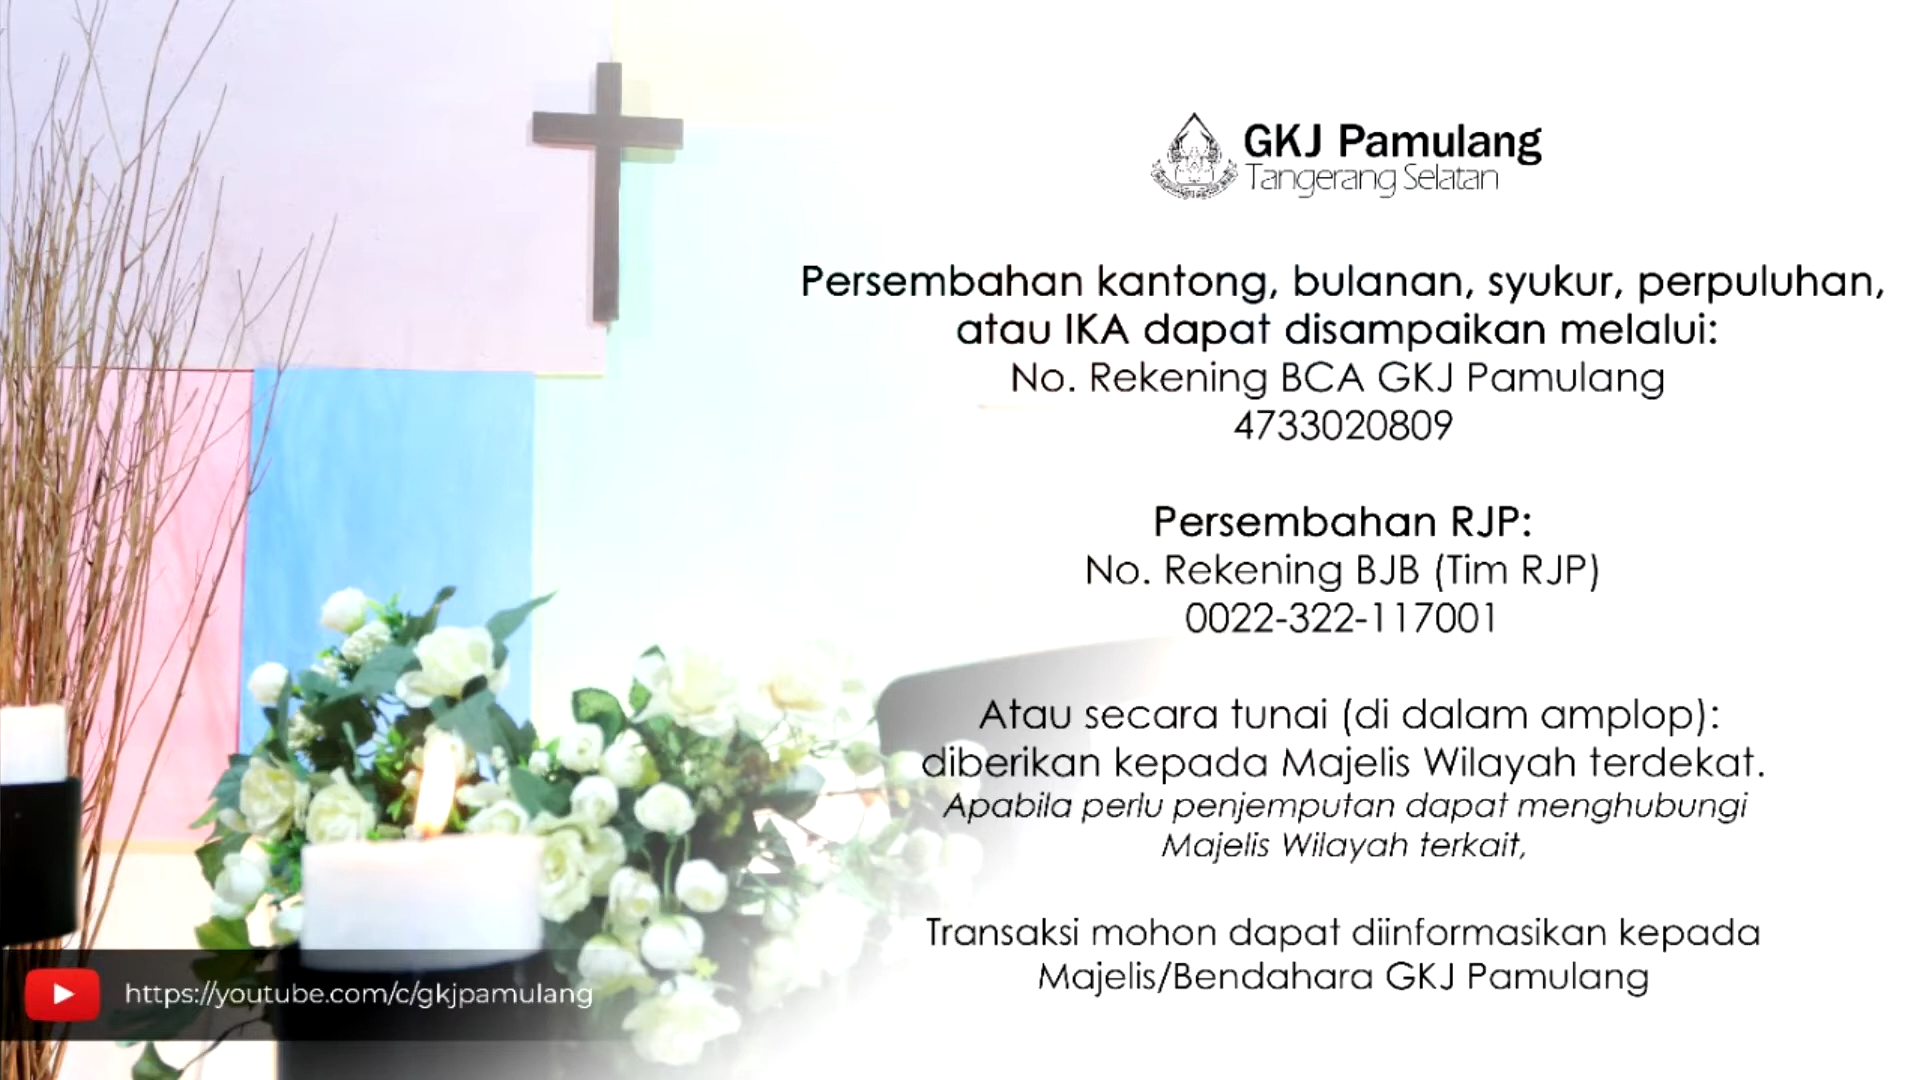 GKJ Pamulang
Tangerang Selatan
Persembahan kantong, bulanan, syukur, perpuluhan,
atau IKA dapat disampaikan melalui:
No. Rekening BCA GKJ Pamulang
4733020809
Persembahan RJP:
No. Rekening BJB (Tim RJP)
0022-322-117001
Atau secara tunai (di dalam amplop):
diberikan kepada Majelis Wilayah terdekat.
Apabila perlu penjemputan dapat menghubungi
Majelis Wilayah terkait,
Transaksi mohon dapat diinformasikan kepada
Majelis/Bendahara GKJ Pamulang
https://youtube.com/c/gkjpamulang